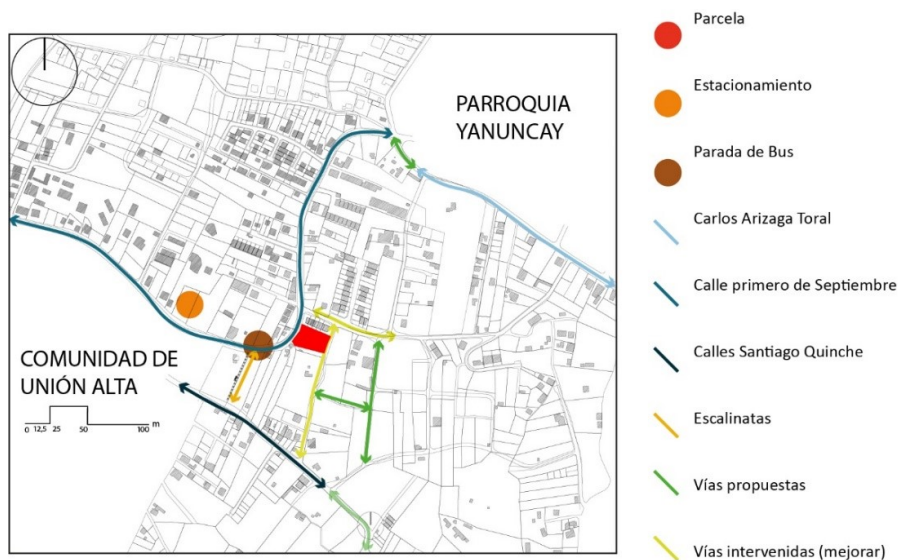 PARROQUIA
YANUNCAY
COMUNIDAD DE
UNIÓN ALTA
0 12,5 25 50 100 m
Parcela
Estacionamiento
Parada de Bus
Carlos Arizaga Toral
Calle primero de Septiembre
Calles Santiago Quinche
Escalinatas
Vías propuestas
Vías intervenidas (mejorar)